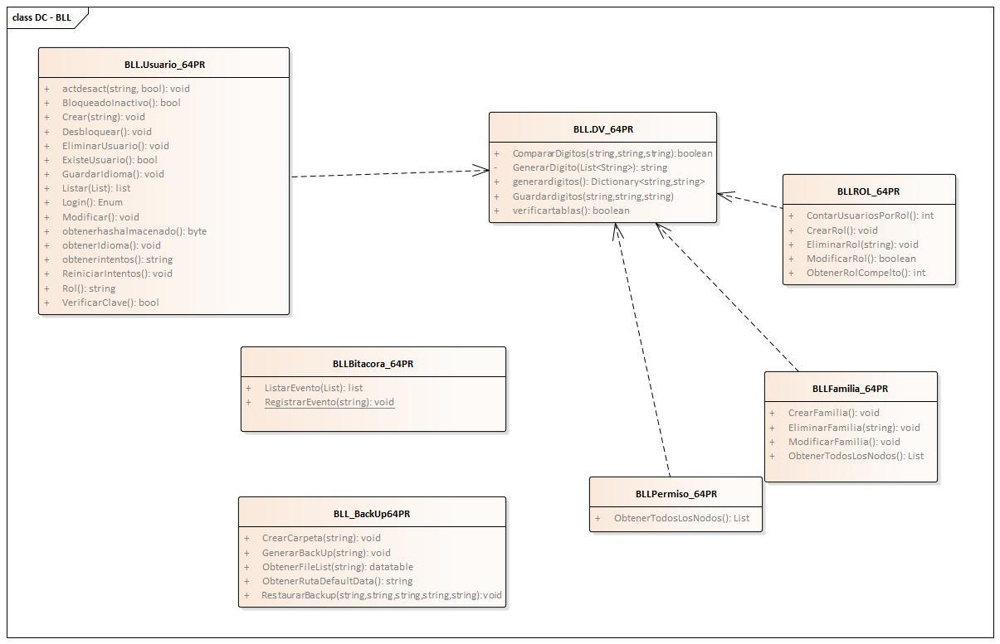 class DC - BLL
BLL.Usuario_64PR
+ actdesact(string, bool): void
+ BloqueadoInactivo(): bool
+ Crear(string): void
+ Desbloquear(): void
+ EliminarUsuario(): void
+ ExisteUsuario(): bool
+ GuardarIdioma(): void
+ Listar(List): list
+ Login(): Enum
+ Modificar(): void
+ obtenerhashalmacenado(): byte
+ obtenerIdioma(): void
+ obtenerintentos(): string
+ ReiniciarIntentos(): void
+ Rol(): string
+ VerificarClave(): bool
BLL.DV_64PR
+ CompararDigitos(string,string,string):boolean
- GenerarDigito(List<String>): string
+ generardigitos(): Dictionary<string,string>
+ Guardardigitos(string,string,string)
+ verificartablas(): boolean
BLLROL_64PR
+ ContarUsuariosPorRol(): int
+ CrearRol(): void
+ EliminarRol(string): void
+ ModificarRol(): boolean
+ ObtenerRolCompelto(): int
BLLBitacora_64PR
+ ListarEvento(List): list
+ RegistrarEvento(string): void
BLLFamilia_64PR
+ CrearFamilia(): void
+ EliminarFamilia(string): void
+ ModificarFamilia(): void
+ ObtenerTodosLosNodos(): List
BLLPermiso_64PR
+ ObtenerTodosLosNodos(): List
BLL_BackUp64PR
+ CrearCarpeta(string): void
+ GenerarBackUp(string): void
+ ObtenerFileList(string): datatable
+ ObtenerRutaDefaultData(): string
+ RestaurarBackup(string,string,string,string,string):void